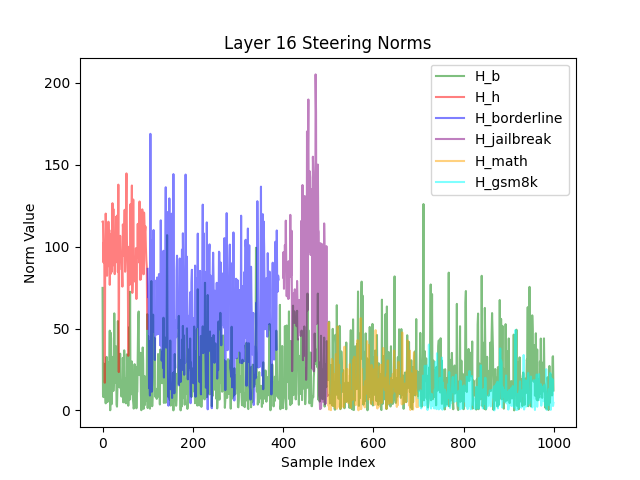 Layer 16 Steering Norms
H_b
H_h
H_borderline
H_jailbreak
H_math
H_gsm8k
200
150
100
50
0
Norm Value
0
200
400
600
800
1000
Sample Index